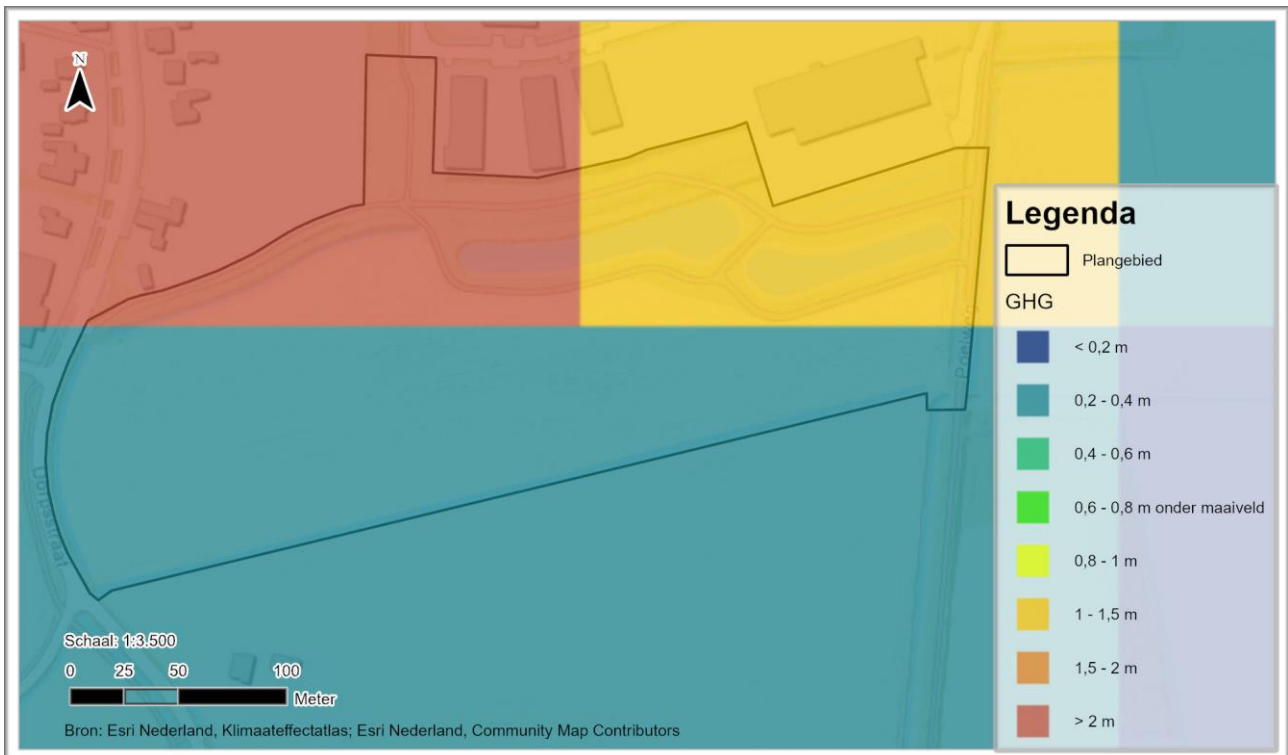 N
Legenda
Plangebied
GHG
< 0,2 m
0,2 - 0,4 m
0,4 - 0,6 m
0,6 - 0,8 m onder maaiveld
0,8 - 1 m
1 - 1,5 m
1,5 - 2 m
> 2 m
Poelweg
Dorpsstraat
Schaal: 1:3.500
0 25 50 100
Meter
Bron: Esri Nederland, Klimaateffectatlas; Esri Nederland, Community Map Contributors